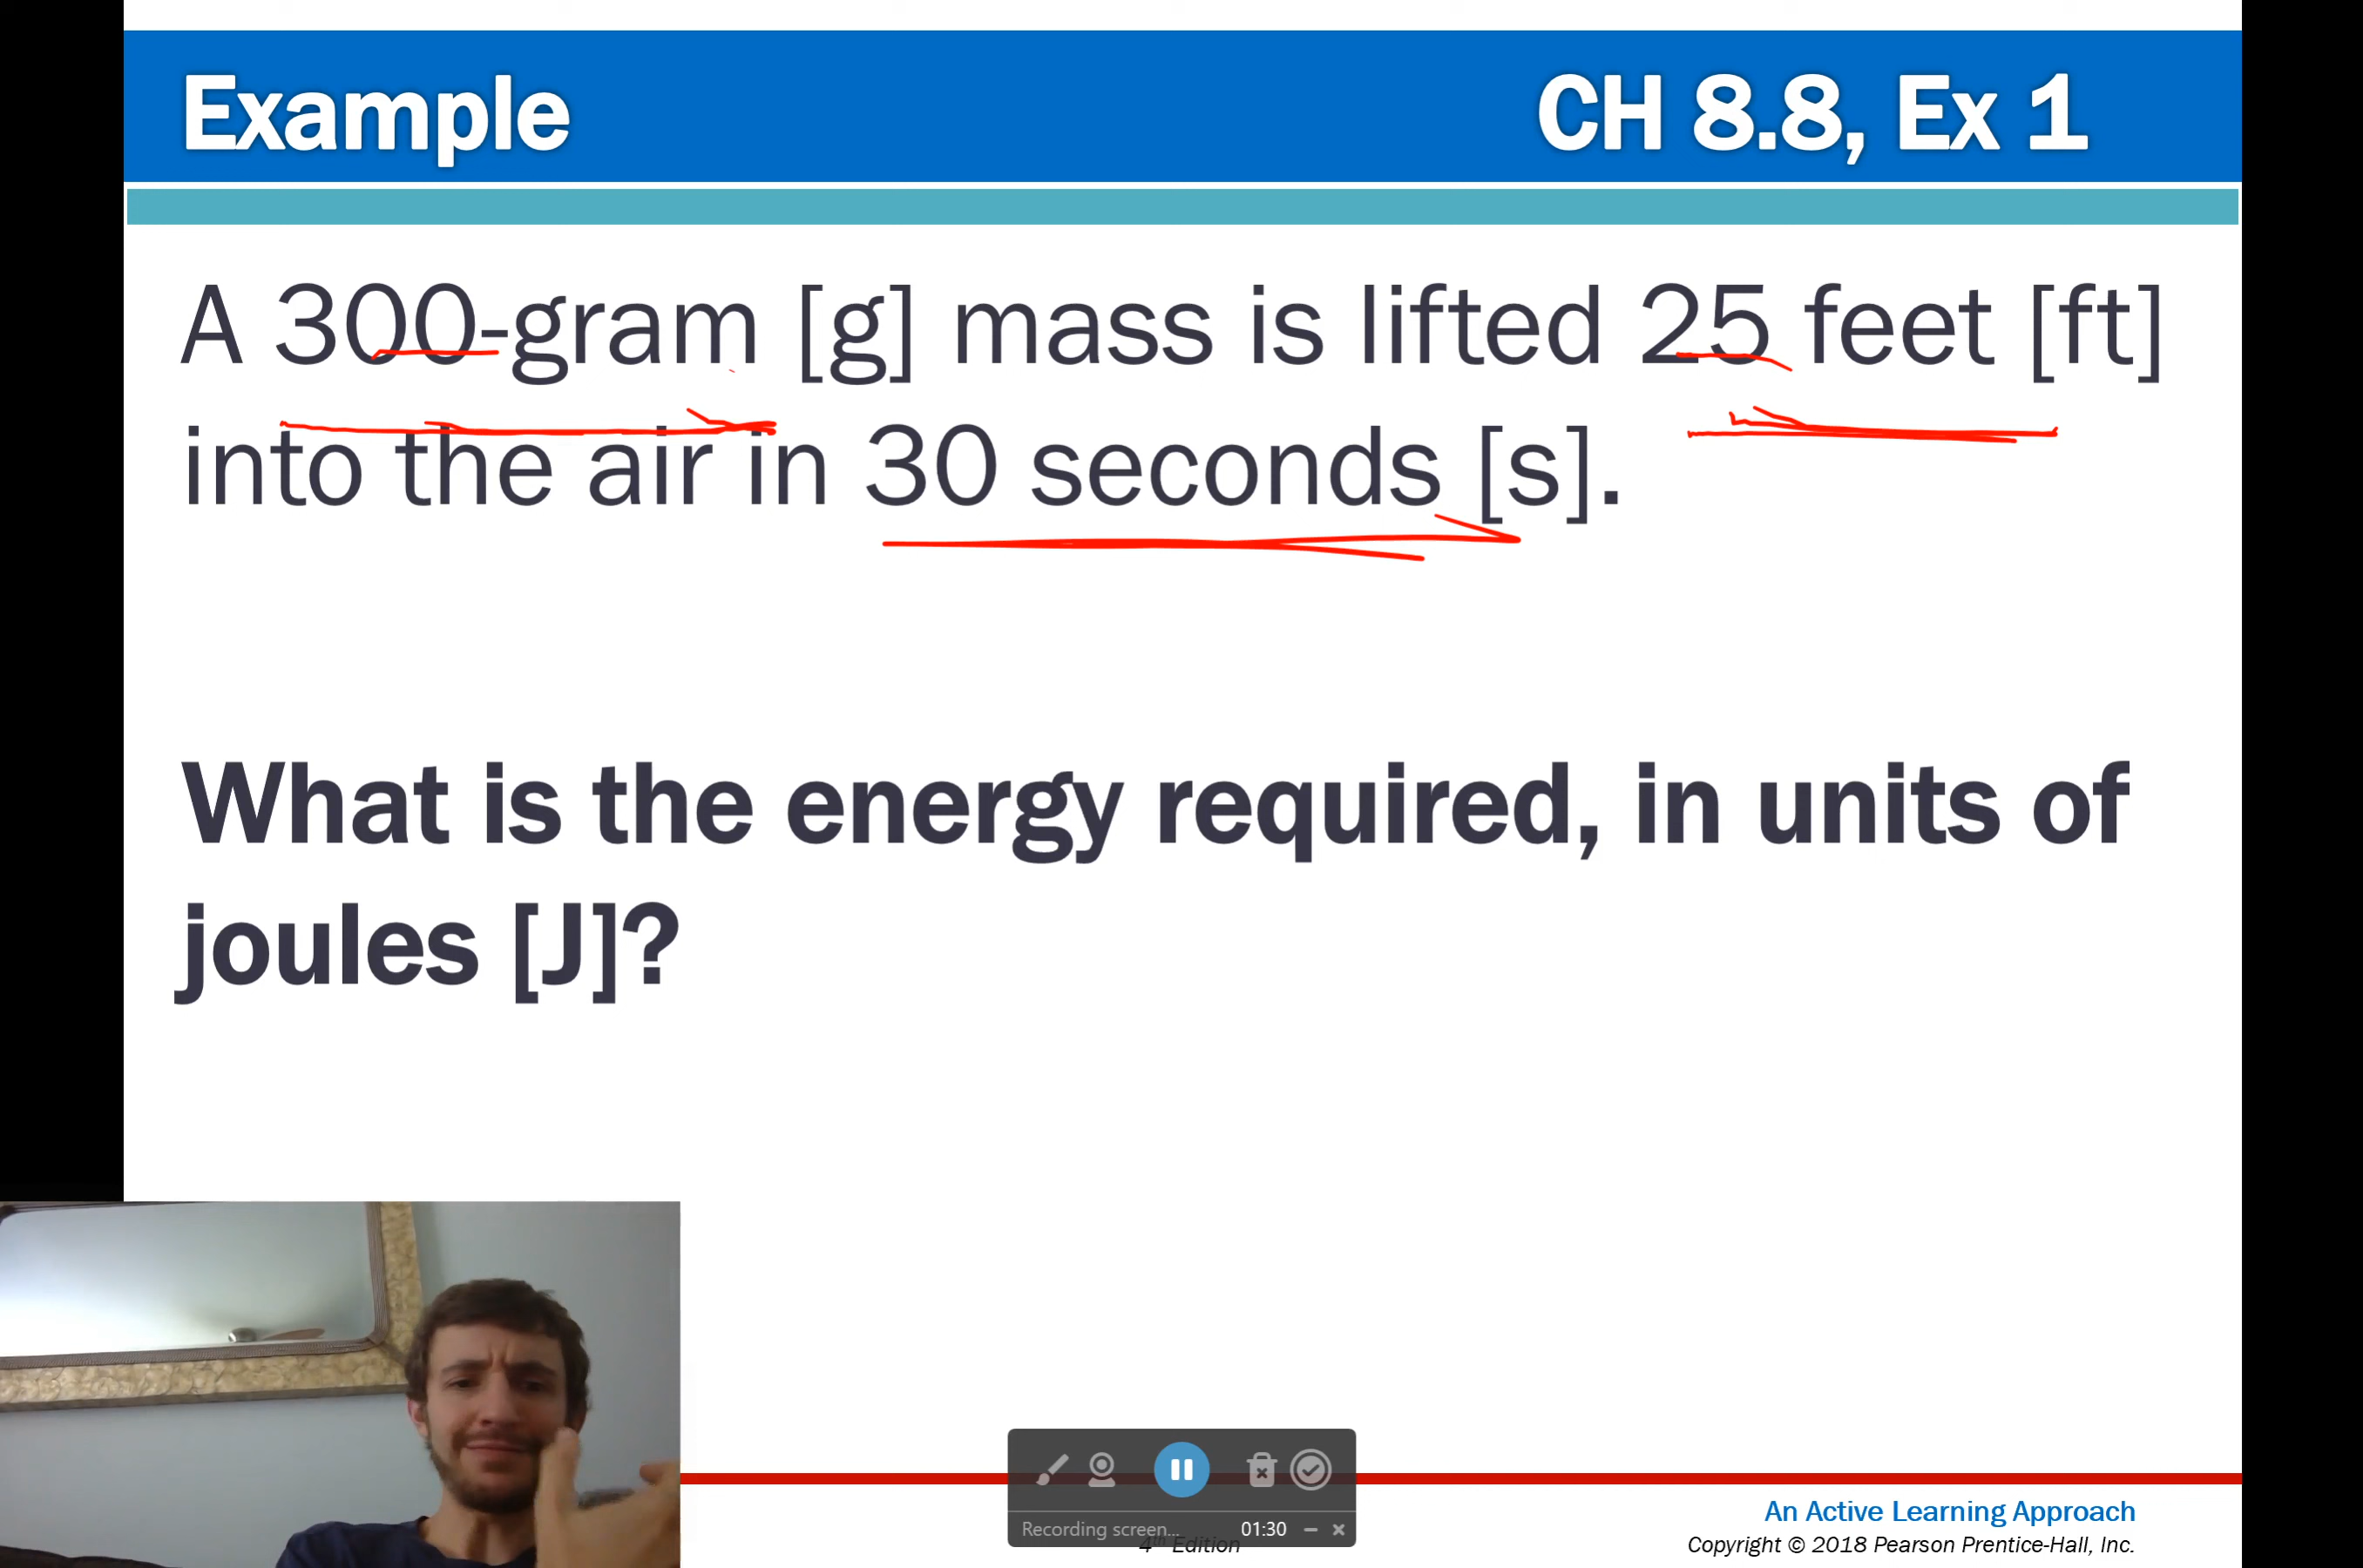 Example CH 8.8, Ex 1
A 300-gram [g] mass is lifted 25 feet [ft]
into the air in 30 seconds [s].
What is the energy required, in units of
joules [J]?
Recording screen... 01:30
4th Edition
An Active Learning Approach
Copyright © 2018 Pearson Prentice-Hall, Inc.